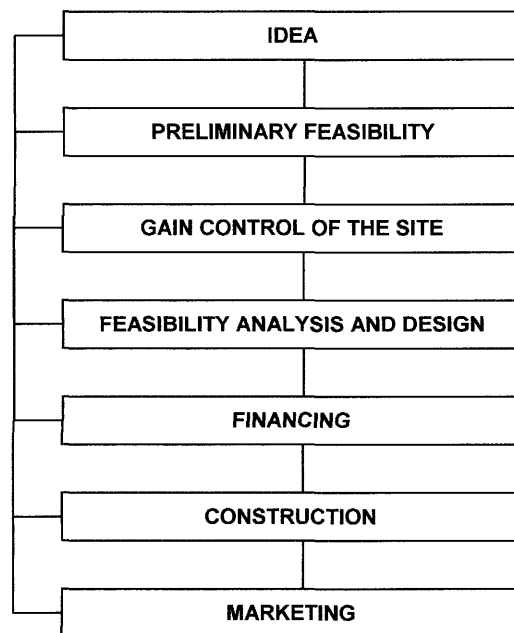 IDEA
PRELIMINARY FEASIBILITY
GAIN CONTROL OF THE SITE
FEASIBILITY ANALYSIS AND DESIGN
FINANCING
CONSTRUCTION
MARKETING